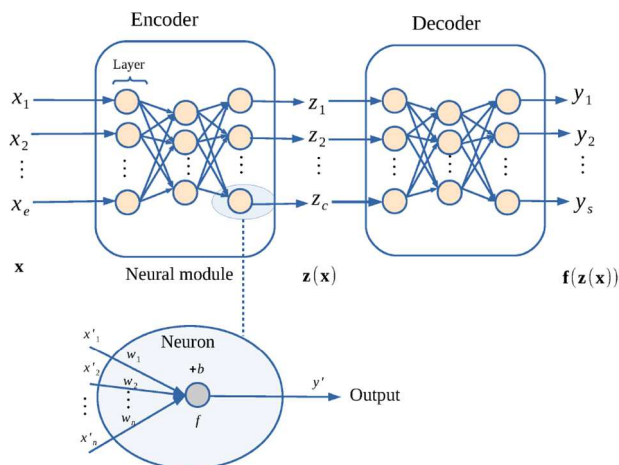 Encoder
Decoder
Layer
x₁ z₁ y₁
x₂ z₂ y₂
⋮ ⋮ ⋮ ⋮ ⋮ ⋮ ⋮ ⋮ ⋮
xₑ z_c yₛ
x Neural module z(x) f(z(x))
Neuron
x'₁ w₁ +b
x'₂ w₂ y' Output
⋮ ⋮
x'ₙ wₙ f